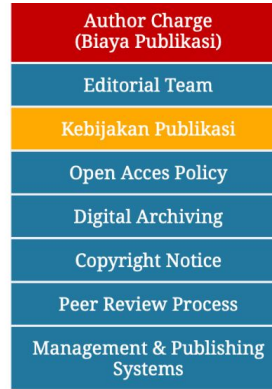 Author Charge
(Biaya Publikasi)
Editorial Team
Kebijakan Publikasi
Open Acces Policy
Digital Archiving
Copyright Notice
Peer Review Process
Management & Publishing
Systems